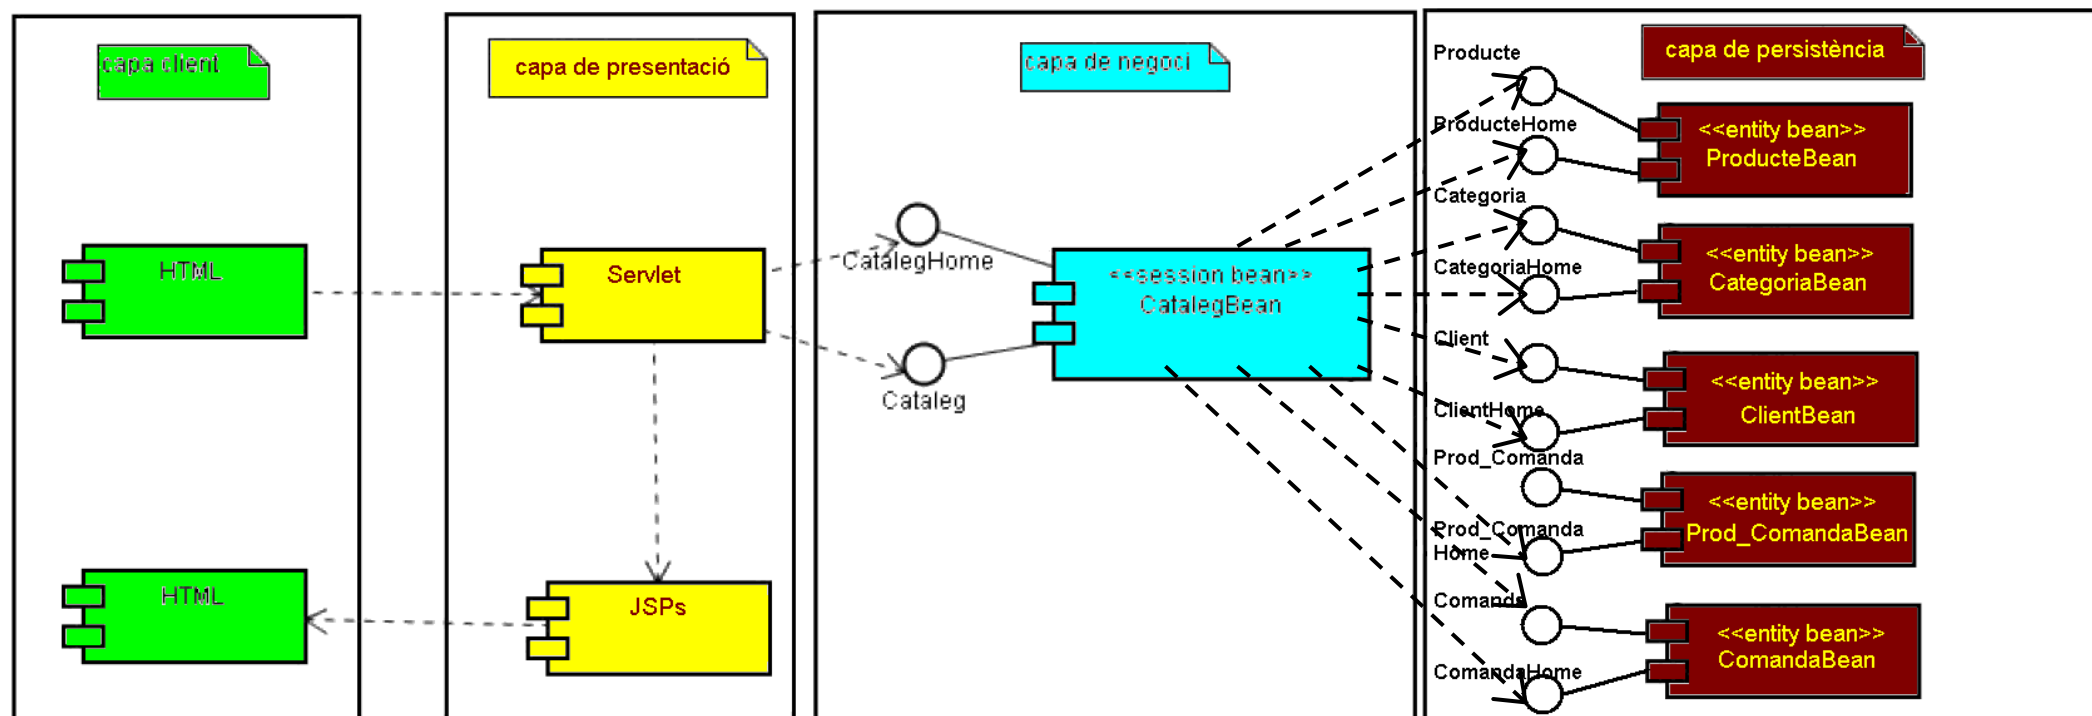 capa client
HTML
HTML
capa de presentació
Servlet
JSPs
capa de negoci
CatalegHome
Cataleg
<<session bean>>
CatalegBean
capa de persistència
Producte
ProducteHome
<<entity bean>>
ProducteBean
Categoria
CategoriaHome
<<entity bean>>
CategoriaBean
Client
ClientHome
<<entity bean>>
ClientBean
Prod_Comanda
Prod_Comanda
Home
<<entity bean>>
Prod_ComandaBean
Comanda
ComandaHome
<<entity bean>>
ComandaBean